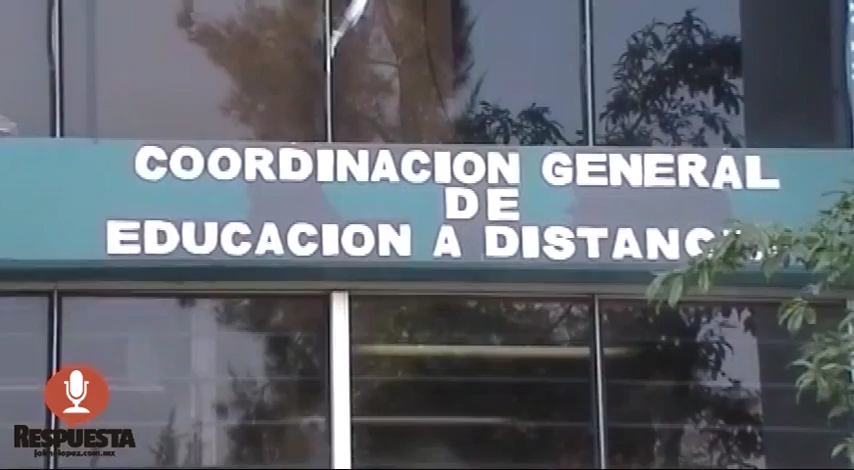 COORDINACION GENERAL
DE
EDUCACION A
RESPUESTA